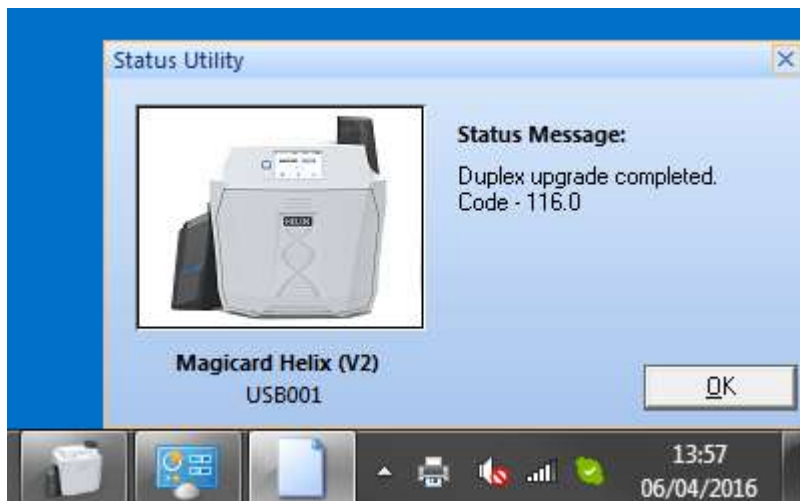 Status Utility
Status Message:
Duplex upgrade completed.
Code - 116.0
HELIX
Magicard Helix (V2)
USB001
OK
13:57
06/04/2016